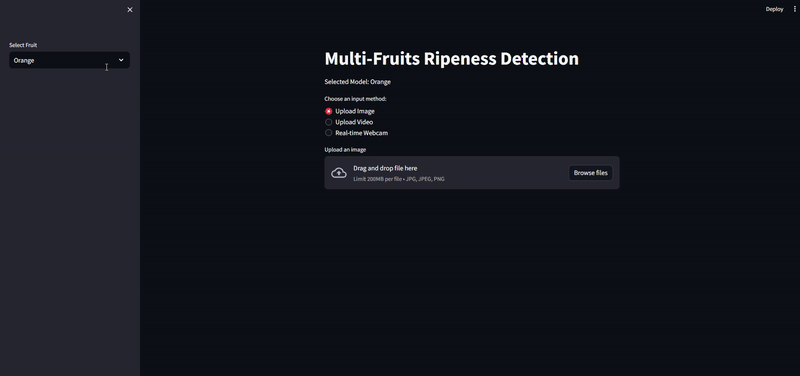 Deploy
Select Fruit
Orange
Multi-Fruits Ripeness Detection
Selected Model: Orange
Choose an input method:
Upload Image
Upload Video
Real-time Webcam
Upload an image
Drag and drop file here
Limit 200MB per file • JPG, JPEG, PNG
Browse files